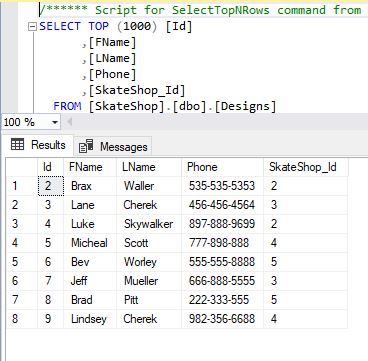 /****** Script for SelectTopNRows command from
SELECT TOP (1000) [Id]
,[FName]
,[LName]
,[Phone]
,[SkateShop_Id]
FROM [SkateShop].[dbo].[Designs]
100 %
Results Messages
Id FName LName Phone SkateShop_Id
1 2 Brax Waller 535-535-5353 2
2 3 Lane Cherek 456-456-4564 3
3 4 Luke Skywalker 897-888-9699 2
4 5 Micheal Scott 777-898-888 4
5 6 Bev Worley 555-555-8888 5
6 7 Jeff Mueller 666-888-5555 3
7 8 Brad Pitt 222-333-555 5
8 9 Lindsey Cherek 982-356-6688 4